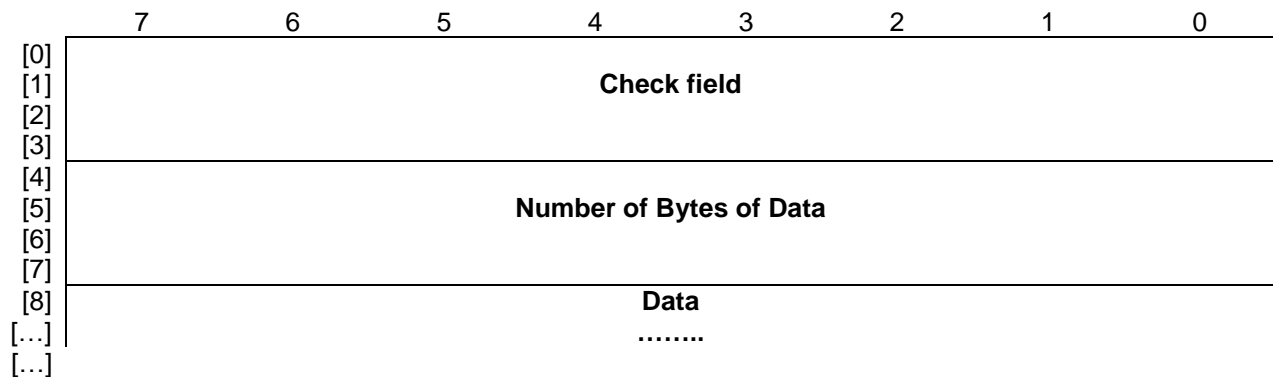 7 6 5 4 3 2 1 0
[0]
[1] Check field
[2]
[3]
[4]
[5] Number of Bytes of Data
[6]
[7]
[8] Data
[…] ……..
[…]